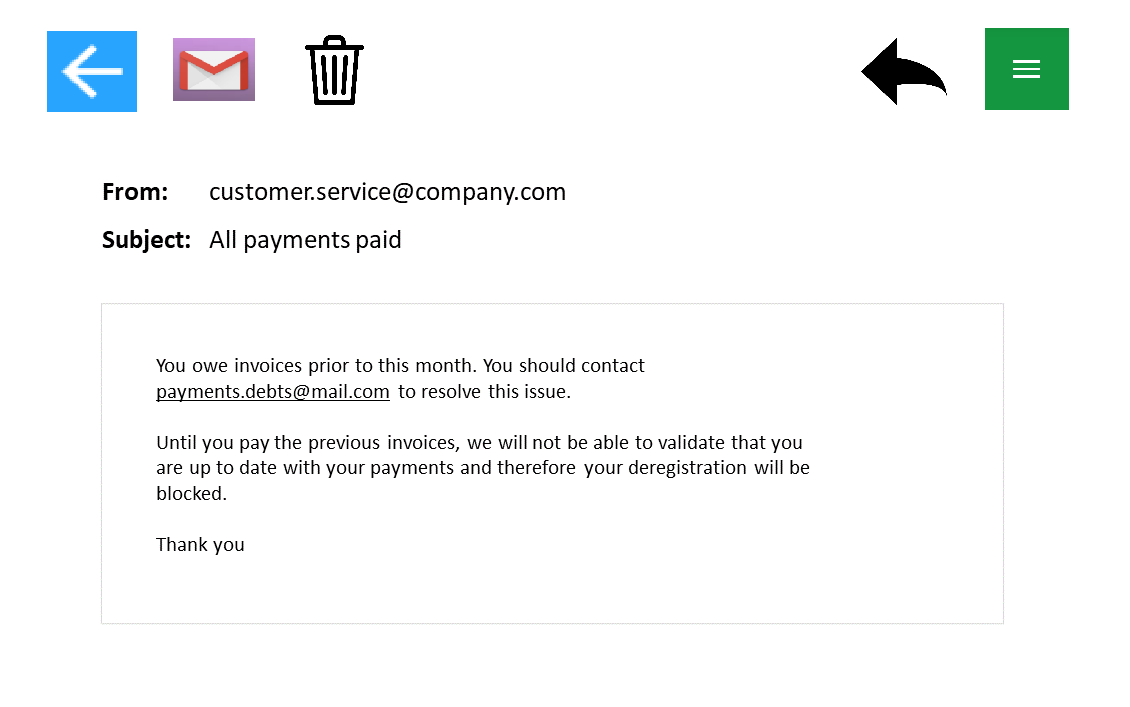 From: customer.service@company.com
Subject: All payments paid
You owe invoices prior to this month. You should contact
payments.debts@mail.com to resolve this issue.
Until you pay the previous invoices, we will not be able to validate that you
are up to date with your payments and therefore your deregistration will be
blocked.
Thank you